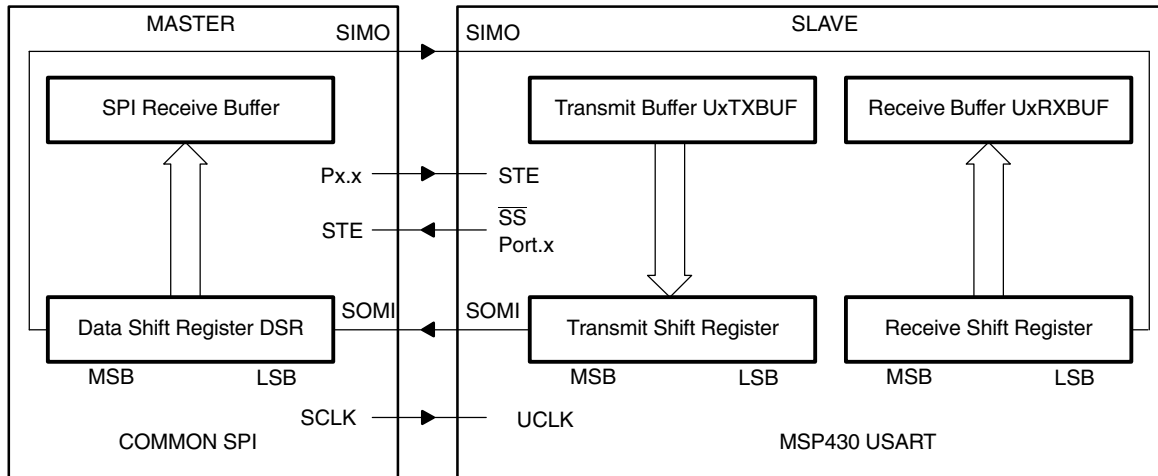 MASTER
SIMO
SPI Receive Buffer
Px.x
STE
Data Shift Register DSR
SOMI
MSB LSB
SCLK
COMMON SPI
SLAVE
SIMO
Transmit Buffer UxTXBUF
Receive Buffer UxRXBUF
STE
SS
Port.x
SOMI
Transmit Shift Register
Receive Shift Register
MSB LSB
MSB LSB
UCLK
MSP430 USART